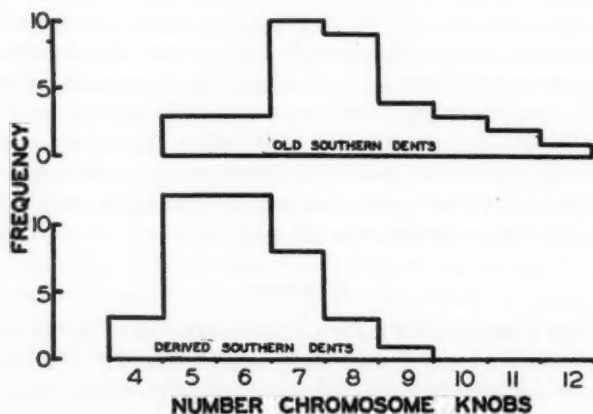 10
5
0
OLD SOUTHERN DENTS
FREQUENCY
10
5
0
DERIVED SOUTHERN DENTS
4 5 6 7 8 9 10 11 12
NUMBER CHROMOSOME KNOBS